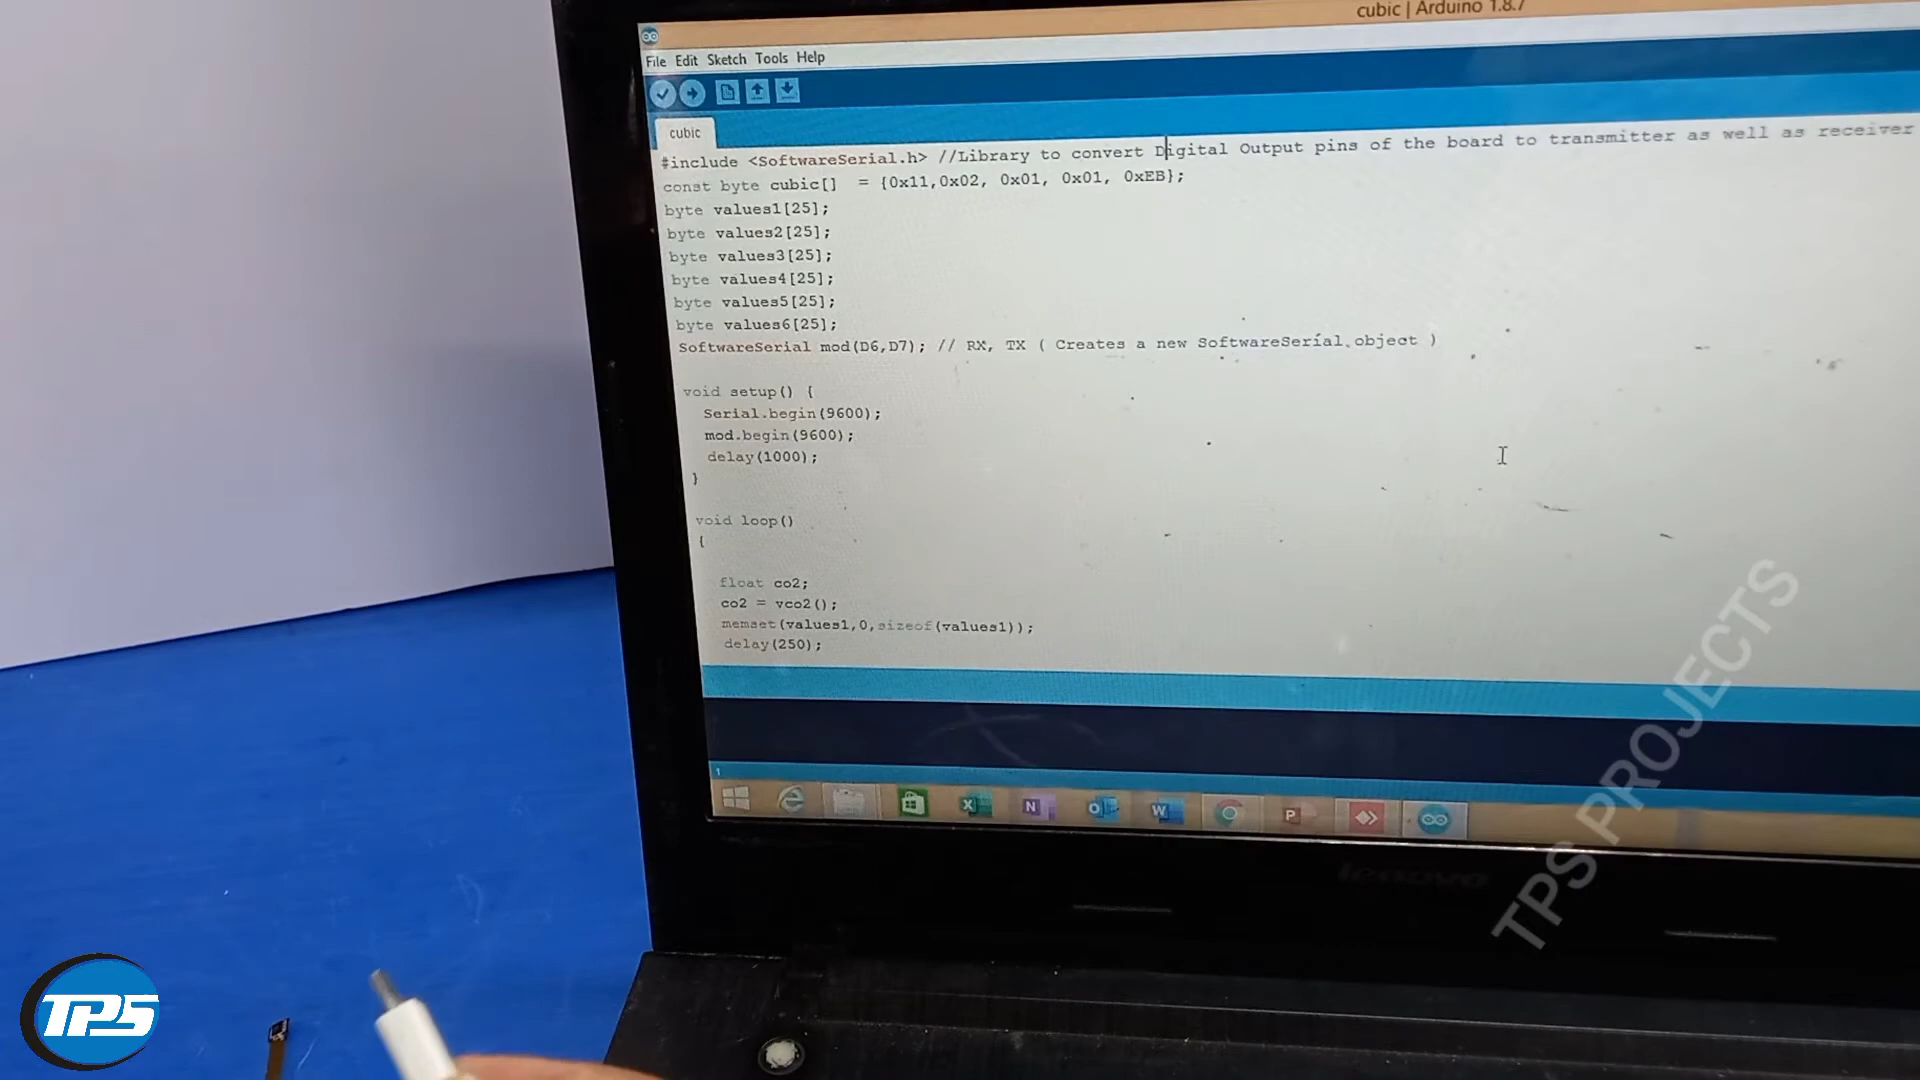 cubic | Arduino 1.8.7
File Edit Sketch Tools Help
cubic
#include <SoftwareSerial.h> //Library to convert Digital Output pins of the board to transmitter as well as receiver
const byte cubic[]  = {0x11,0x02, 0x01, 0x01, 0xEB};
byte values1[25];
byte values2[25];
byte values3[25];
byte values4[25];
byte values5[25];
byte values6[25];
SoftwareSerial mod(D6,D7); // RX, TX ( Creates a new SoftwareSerial object )
void setup() {
Serial.begin(9600);
mod.begin(9600);
delay(1000);
}
void loop()
{
float co2;
co2 = vco2();
memset(values1,0,sizeof(values1));
delay(250);
1
lenovo
TPS PROJECTS
TPS